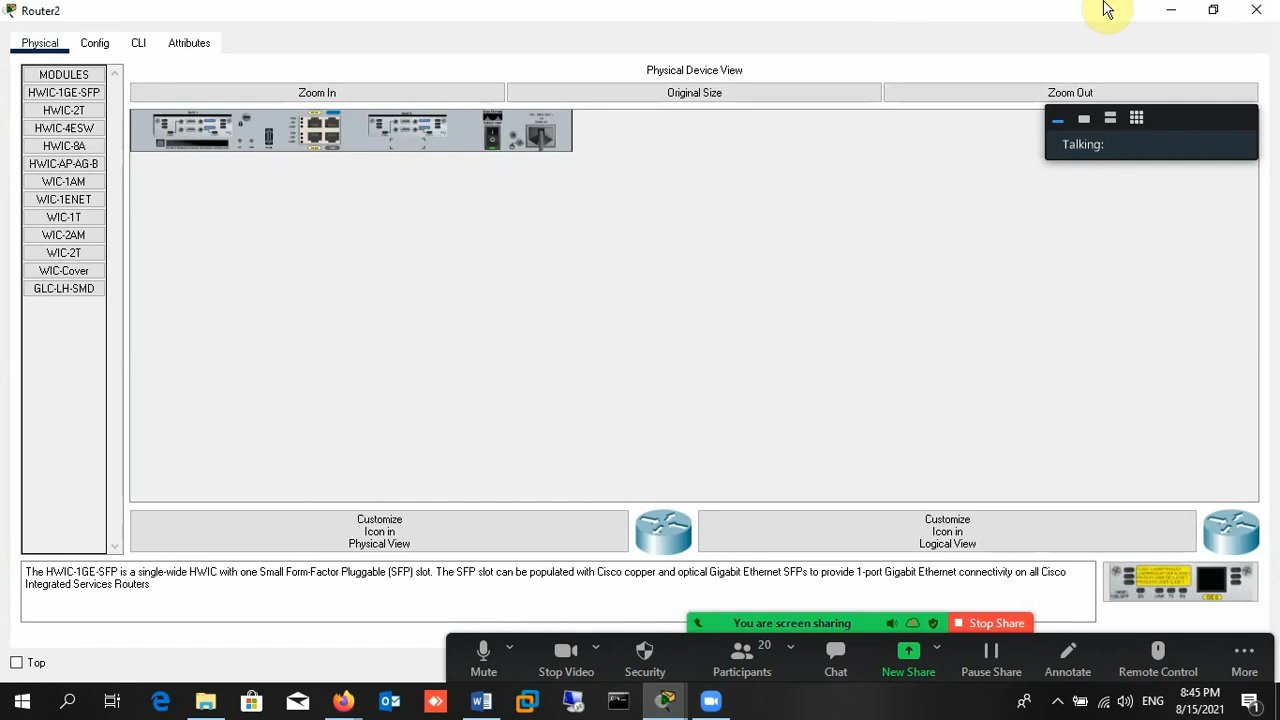 Router2
Physical
Config
CLI
Attributes
MODULES
HWIC-1GE-SFP
HWIC-2T
HWIC-4ESW
HWIC-8A
HWIC-AP-AG-B
WIC-1AM
WIC-1ENET
WIC-1T
WIC-2AM
WIC-2T
WIC-Cover
GLC-LH-SMD
Physical Device View
Zoom In
Original Size
Zoom Out
Talking:
Customize
Icon in
Physical View
Customize
Icon in
Logical View
The HWIC-1GE-SFP is a single-wide HWIC with one Small Form-Factor Pluggable (SFP) slot. The SFP slot can be populated with Cisco copper and optical Gigabit Ethernet SFPs to provide 1-port Gigabit Ethernet connectivity on all Cisco
Integrated Services Routers
You are screen sharing
Stop Share
Top
Mute
Stop Video
Security
20
Participants
Chat
New Share
Pause Share
Annotate
Remote Control
More
ENG
8:45 PM
8/15/2021
1